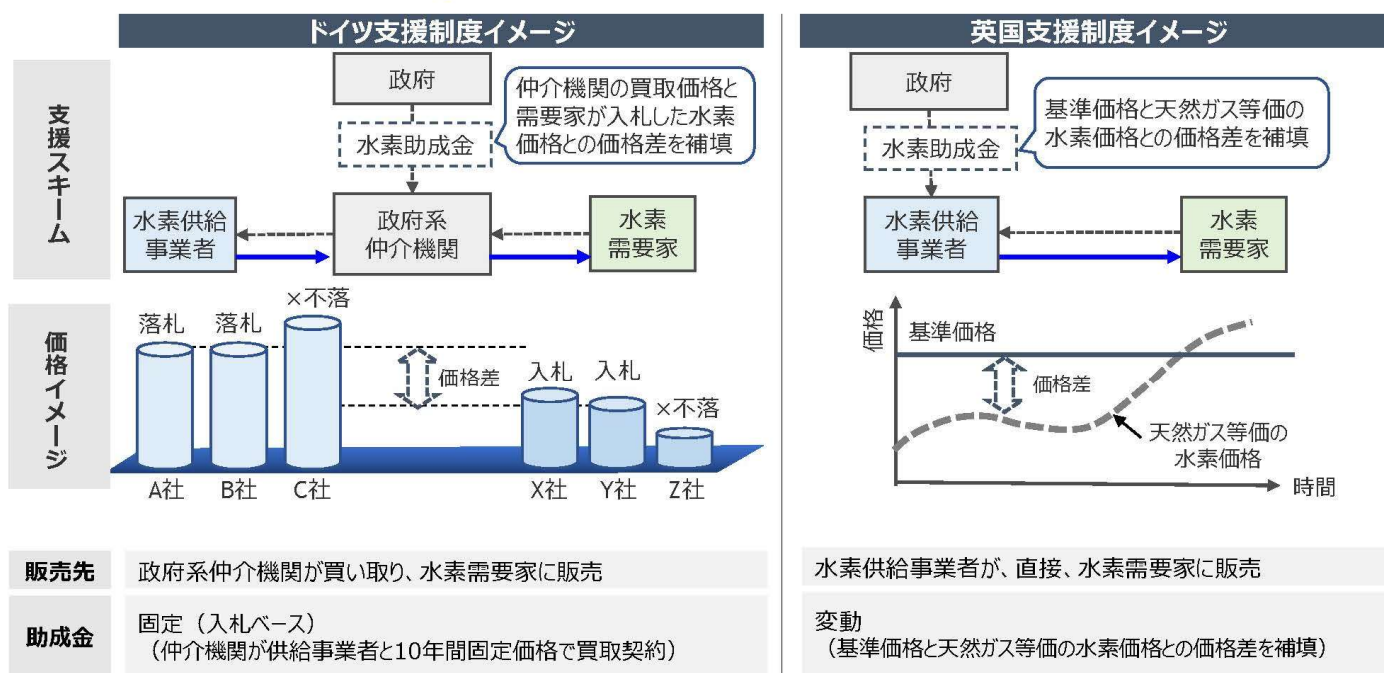 ドイツ支援制度イメージ
支援スキーム
政府
仲介機関の買取価格と
需要家が入札した水素
価格との価格差を補填
水素助成金
水素供給
事業者
政府系
仲介機関
水素
需要家
価格イメージ
落札
落札
×不落
価格差
入札
入札
×不落
A社
B社
C社
X社
Y社
Z社
英国支援制度イメージ
政府
基準価格と天然ガス等価の
水素価格との価格差を補填
水素助成金
水素供給
事業者
水素
需要家
価格
基準価格
価格差
天然ガス等価の
水素価格
時間
販売先
政府系仲介機関が買い取り、水素需要家に販売
水素供給事業者が、直接、水素需要家に販売
助成金
固定（入札ベース）
（仲介機関が供給事業者と10年間固定価格で買取契約）
変動
（基準価格と天然ガス等価の水素価格との価格差を補填）